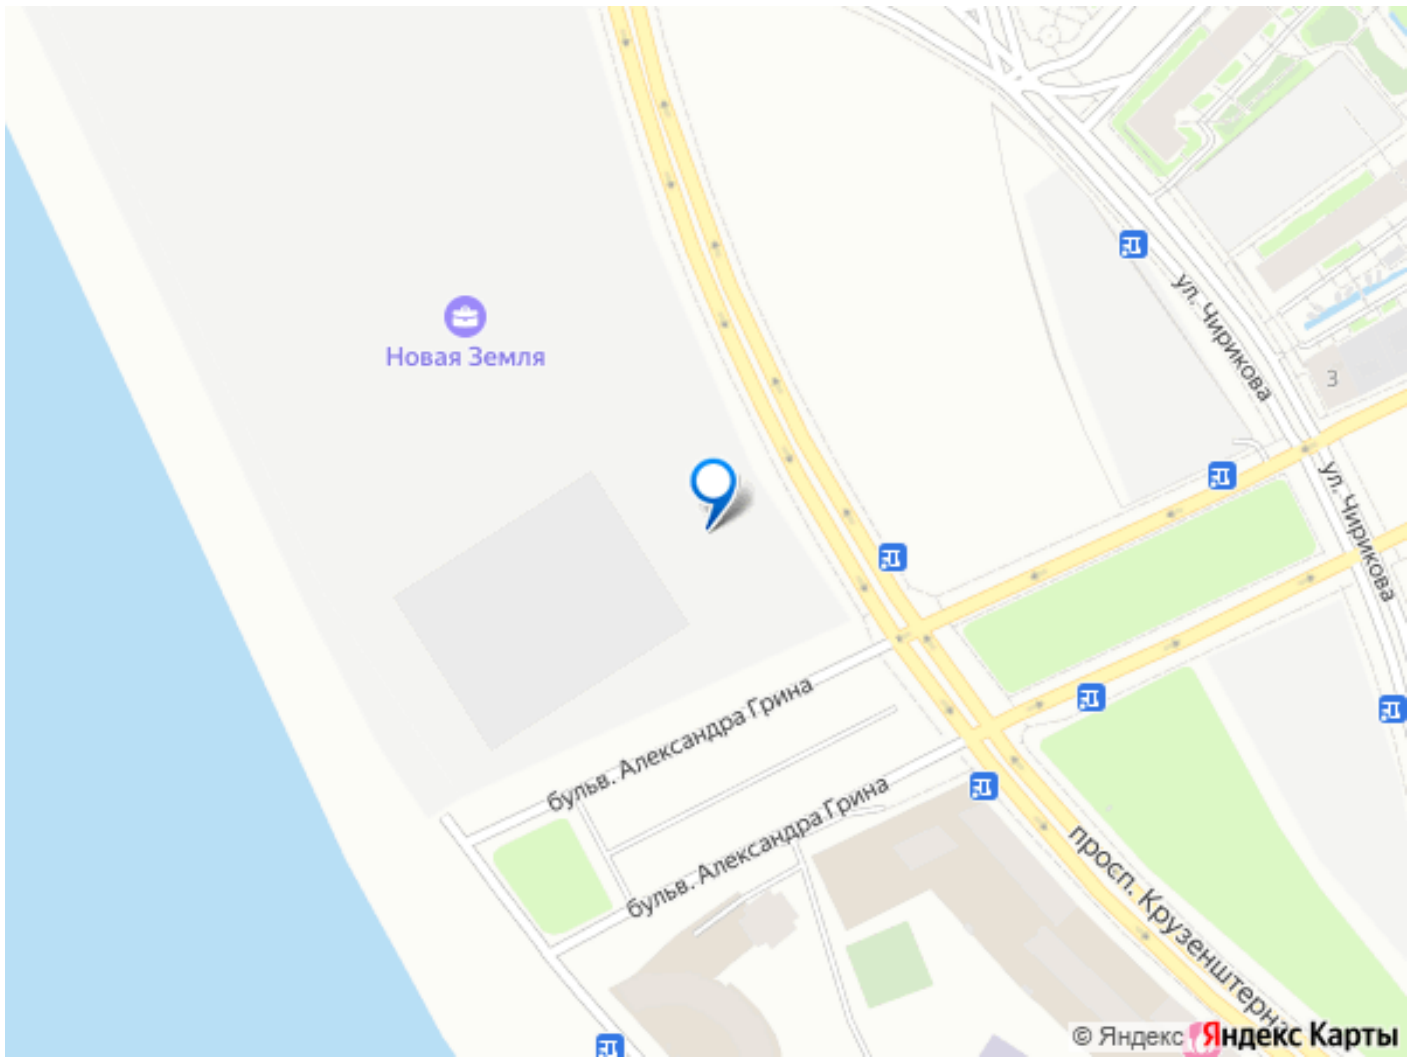 ул. Чирикова
Новая Земля
3
ул. Чирикова
бульв. Александра Грина
бульв. Александра Грина
просп. Крузенштерна
© Яндекс Яндекс Карты